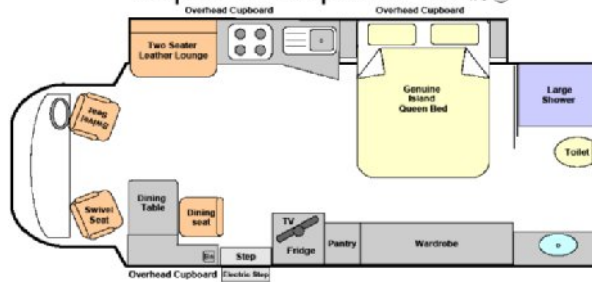 Overhead Cupboard
Overhead Cupboard
Two Seater
Leather Lounge
Genuine
Island
Queen Bed
Large
Shower
Toilet
Swivel
Seat
Swivel
Seat
Dining
Table
Dining
seat
TV
Fridge
Pantry
Wardrobe
Step
Overhead Cupboard
Electric Step